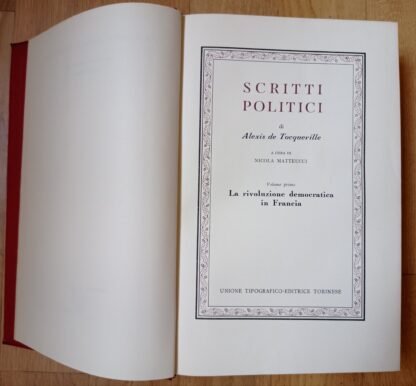 SCRITTI
POLITICI
di
Alexis de Tocqueville
A CURA DI
NICOLA MATTEUCCI
Volume primo
La rivoluzione democratica
in Francia
UNIONE TIPOGRAFICO-EDITRICE TORINESE